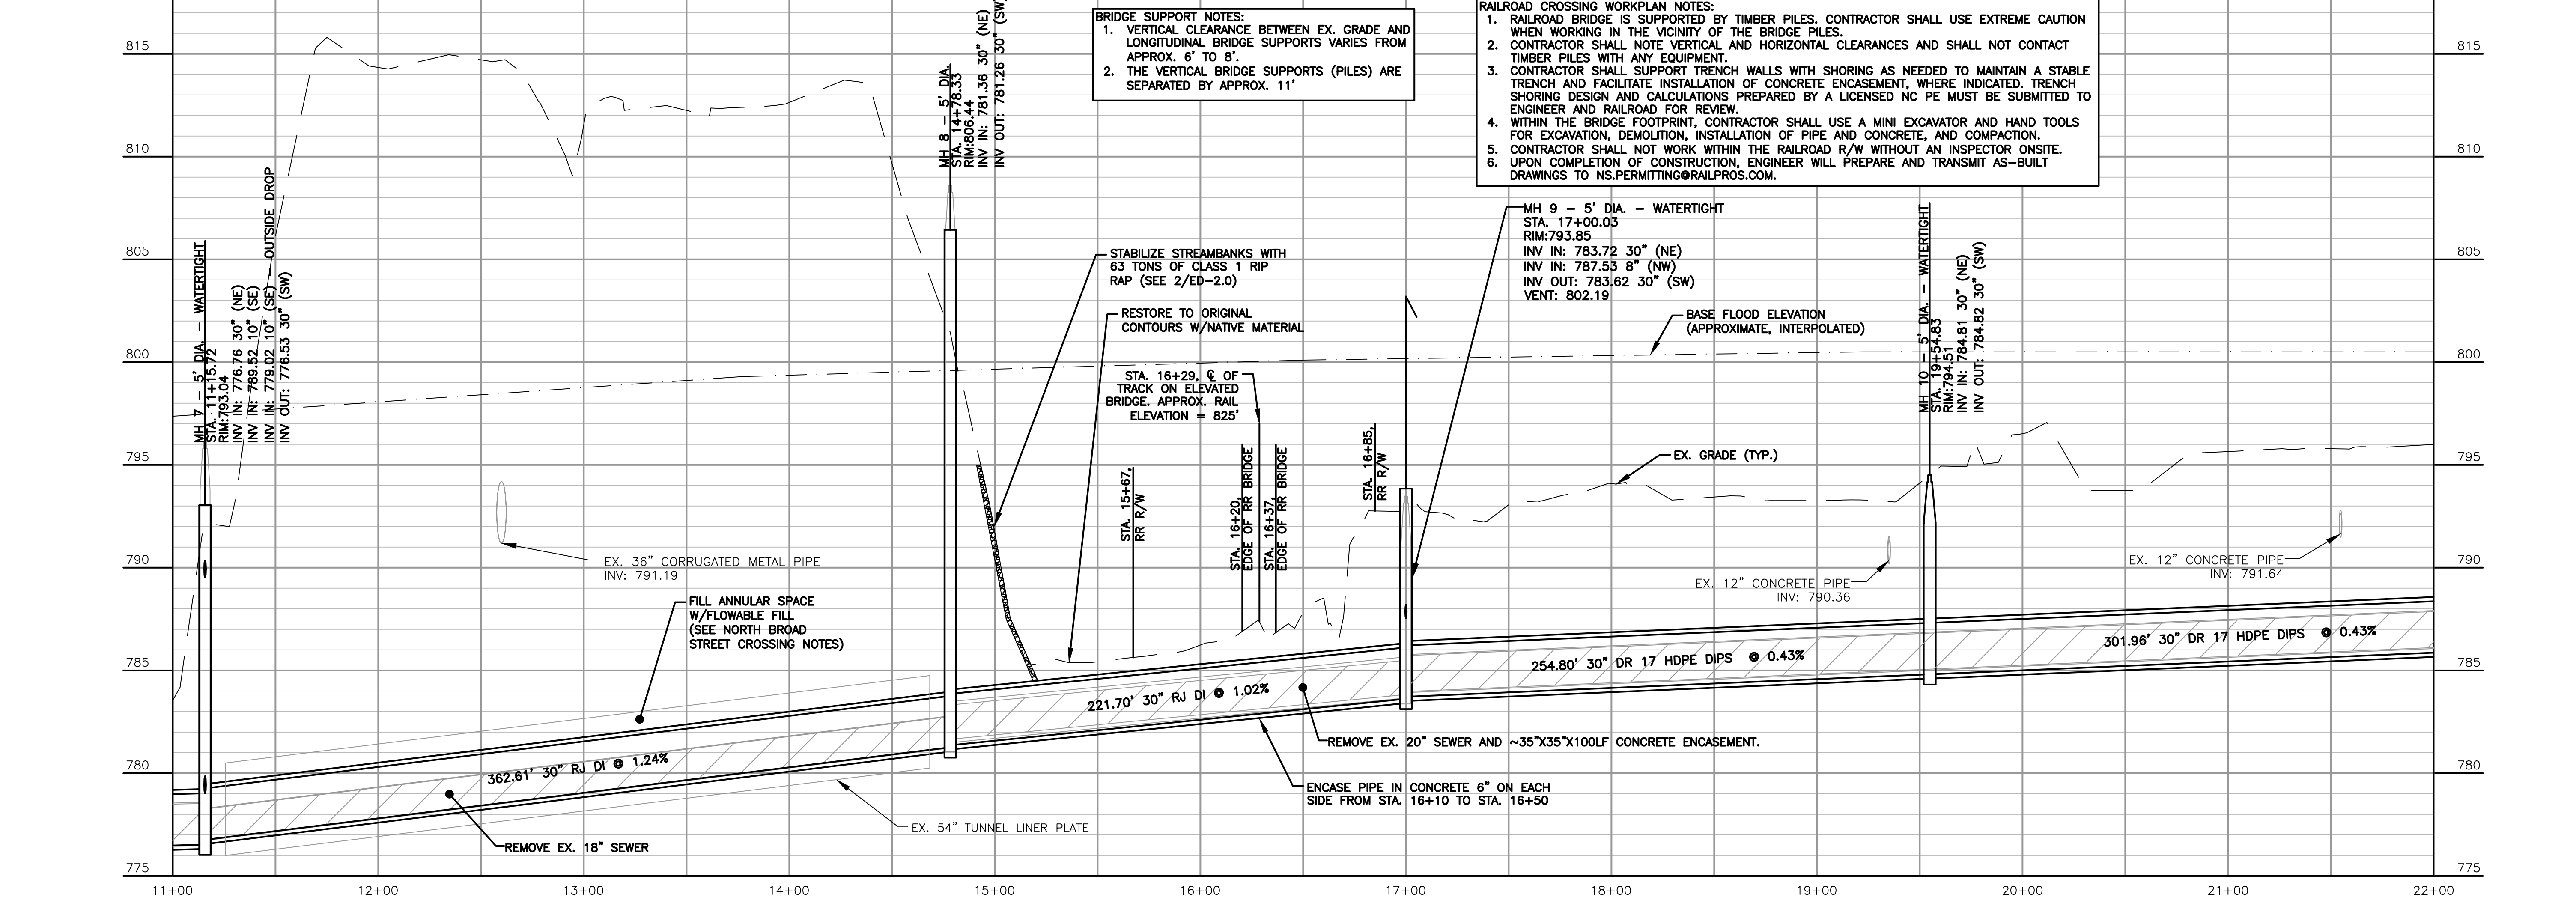 BRIDGE SUPPORT NOTES:
1. VERTICAL CLEARANCE BETWEEN EX. GRADE AND
LONGITUDINAL BRIDGE SUPPORTS VARIES FROM
APPROX. 6' TO 8'.
2. THE VERTICAL BRIDGE SUPPORTS (PILES) ARE
SEPARATED BY APPROX. 11'
RAILROAD CROSSING WORKPLAN NOTES:
1. RAILROAD BRIDGE IS SUPPORTED BY TIMBER PILES. CONTRACTOR SHALL USE EXTREME CAUTION
WHEN WORKING IN THE VICINITY OF THE BRIDGE PILES.
2. CONTRACTOR SHALL NOTE VERTICAL AND HORIZONTAL CLEARANCES AND SHALL NOT CONTACT
TIMBER PILES WITH ANY EQUIPMENT.
3. CONTRACTOR SHALL SUPPORT TRENCH WALLS WITH SHORING AS NEEDED TO MAINTAIN A STABLE
TRENCH AND FACILITATE INSTALLATION OF CONCRETE ENCASEMENT, WHERE INDICATED. TRENCH
SHORING DESIGN AND CALCULATIONS PREPARED BY A LICENSED NC PE MUST BE SUBMITTED TO
ENGINEER AND RAILROAD FOR REVIEW.
4. WITHIN THE BRIDGE FOOTPRINT, CONTRACTOR SHALL USE A MINI EXCAVATOR AND HAND TOOLS
FOR EXCAVATION, DEMOLITION, INSTALLATION OF PIPE AND CONCRETE, AND COMPACTION.
5. CONTRACTOR SHALL NOT WORK WITHIN THE RAILROAD R/W WITHOUT AN INSPECTOR ONSITE.
6. UPON COMPLETION OF CONSTRUCTION, ENGINEER WILL PREPARE AND TRANSMIT AS-BUILT
DRAWINGS TO NS.PERMITTING@RAILPROS.COM.
815
810
805
800
795
790
785
780
775
MH 7 - 5' DIA. - WATERTIGHT
STA. 11+15.72
RIM:793.04
INV IN: 776.76 30" (NE)
INV IN: 789.52 10" (SE)
INV IN: 779.02 10" (SE) - OUTSIDE DROP
INV OUT: 776.53 30" (SW)
MH 8 - 5' DIA.
STA. 14+78.33
RIM:806.44
INV IN: 781.36 30" (NE)
INV OUT: 781.26 30" (SW)
STABILIZE STREAMBANKS WITH
63 TONS OF CLASS 1 RIP
RAP (SEE 2/ED-2.0)
RESTORE TO ORIGINAL
CONTOURS W/NATIVE MATERIAL
STA. 16+29, ℄ OF
TRACK ON ELEVATED
BRIDGE. APPROX. RAIL
ELEVATION = 825'
STA. 15+67,
RR R/W
STA. 16+20,
EDGE OF RR BRIDGE
STA. 16+37,
EDGE OF RR BRIDGE
STA. 16+85,
RR R/W
MH 9 - 5' DIA. - WATERTIGHT
STA. 17+00.03
RIM:793.85
INV IN: 783.72 30" (NE)
INV IN: 787.53 8" (NW)
INV OUT: 783.62 30" (SW)
VENT: 802.19
BASE FLOOD ELEVATION
(APPROXIMATE, INTERPOLATED)
EX. GRADE (TYP.)
MH 10 - 5' DIA. - WATERTIGHT
STA. 19+54.83
RIM:794.51
INV IN: 784.81 30" (NE)
INV OUT: 784.82 30" (SW)
EX. 36" CORRUGATED METAL PIPE
INV: 791.19
FILL ANNULAR SPACE
W/FLOWABLE FILL
(SEE NORTH BROAD
STREET CROSSING NOTES)
EX. 12" CONCRETE PIPE
INV: 790.36
EX. 12" CONCRETE PIPE
INV: 791.64
362.61' 30" RJ DI @ 1.24%
221.70' 30" RJ DI @ 1.02%
254.80' 30" DR 17 HDPE DIPS @ 0.43%
301.96' 30" DR 17 HDPE DIPS @ 0.43%
REMOVE EX. 20" SEWER AND ~35"X35"X100LF CONCRETE ENCASEMENT.
ENCASE PIPE IN CONCRETE 6" ON EACH
SIDE FROM STA. 16+10 TO STA. 16+50
EX. 54" TUNNEL LINER PLATE
REMOVE EX. 18" SEWER
815
810
805
800
795
790
785
780
775
11+00 12+00 13+00 14+00 15+00 16+00 17+00 18+00 19+00 20+00 21+00 22+00